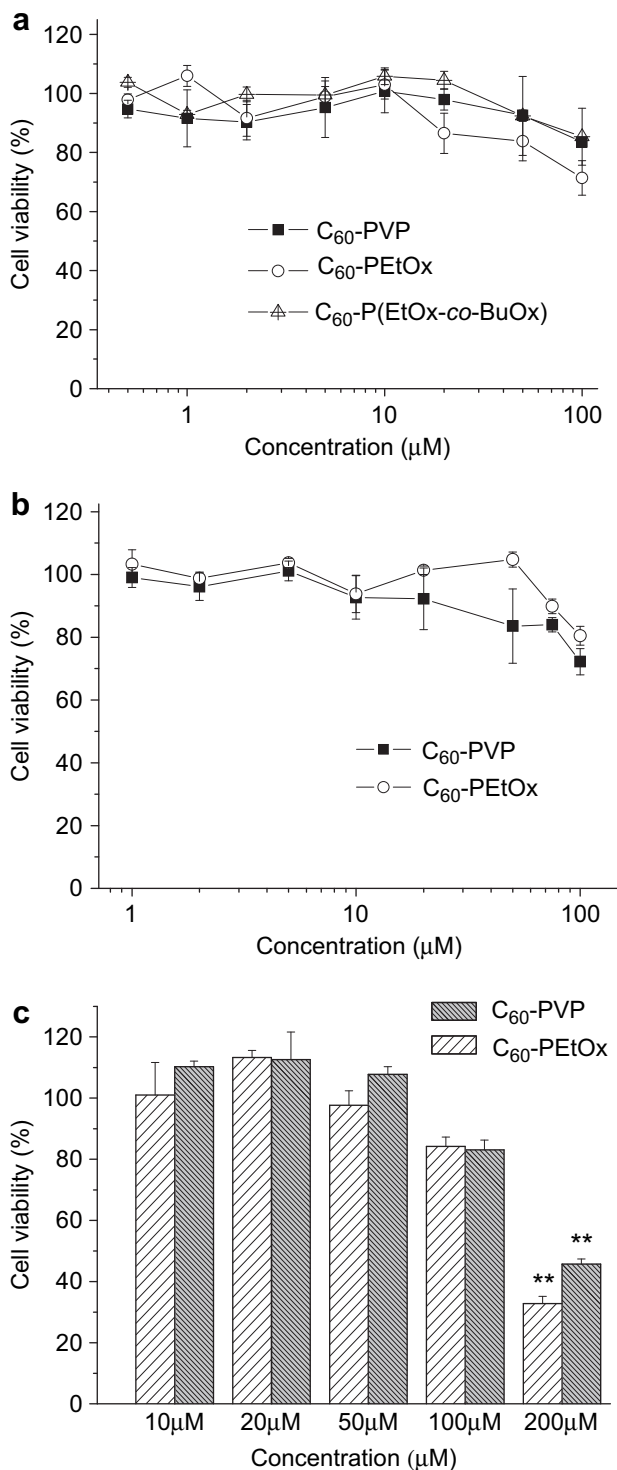 a
120
100
80
60
40
20
0
Cell viability (%)
C60-PVP
C60-PEtOx
C60-P(EtOx-co-BuOx)
1 10 100
Concentration (μM)
b
120
100
80
60
40
20
0
Cell viability (%)
C60-PVP
C60-PEtOx
1 10 100
Concentration (μM)
c
C60-PVP
C60-PEtOx
120
100
80
60
40
20
0
Cell viability (%)
** **
10μM 20μM 50μM 100μM 200μM
Concentration (μM)